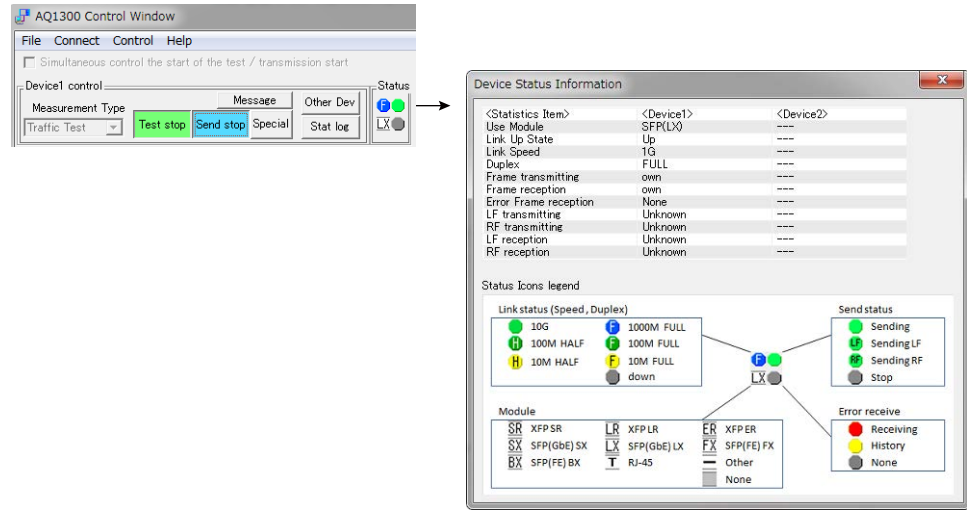 AQ1300 Control Window
File Connect Control Help
Simultaneous control the start of the test / transmission start
Device1 control
Measurement Type
Traffic Test
Test stop
Send stop
Message
Special
Other Dev
Stat log
Status
F
LX
Device Status Information
<Statistics Item> <Device1> <Device2>
Use Module SFP(LX) ---
Link Up State Up ---
Link Speed 1G ---
Duplex FULL ---
Frame transmitting own ---
Frame reception own ---
Error Frame reception None ---
LF transmitting Unknown ---
RF transmitting Unknown ---
LF reception Unknown ---
RF reception Unknown ---
Status Icons legend
Link status (Speed, Duplex)
10G F 1000M FULL
H 100M HALF F 100M FULL
H 10M HALF F 10M FULL
down
F
LX
Send status
Sending
LF Sending LF
RF Sending RF
Stop
Module
SR XFP SR LR XFP LR ER XFP ER
SX SFP(GbE) SX LX SFP(GbE) LX FX SFP(FE) FX
BX SFP(FE) BX T RJ-45 Other
None
Error receive
Receiving
History
None